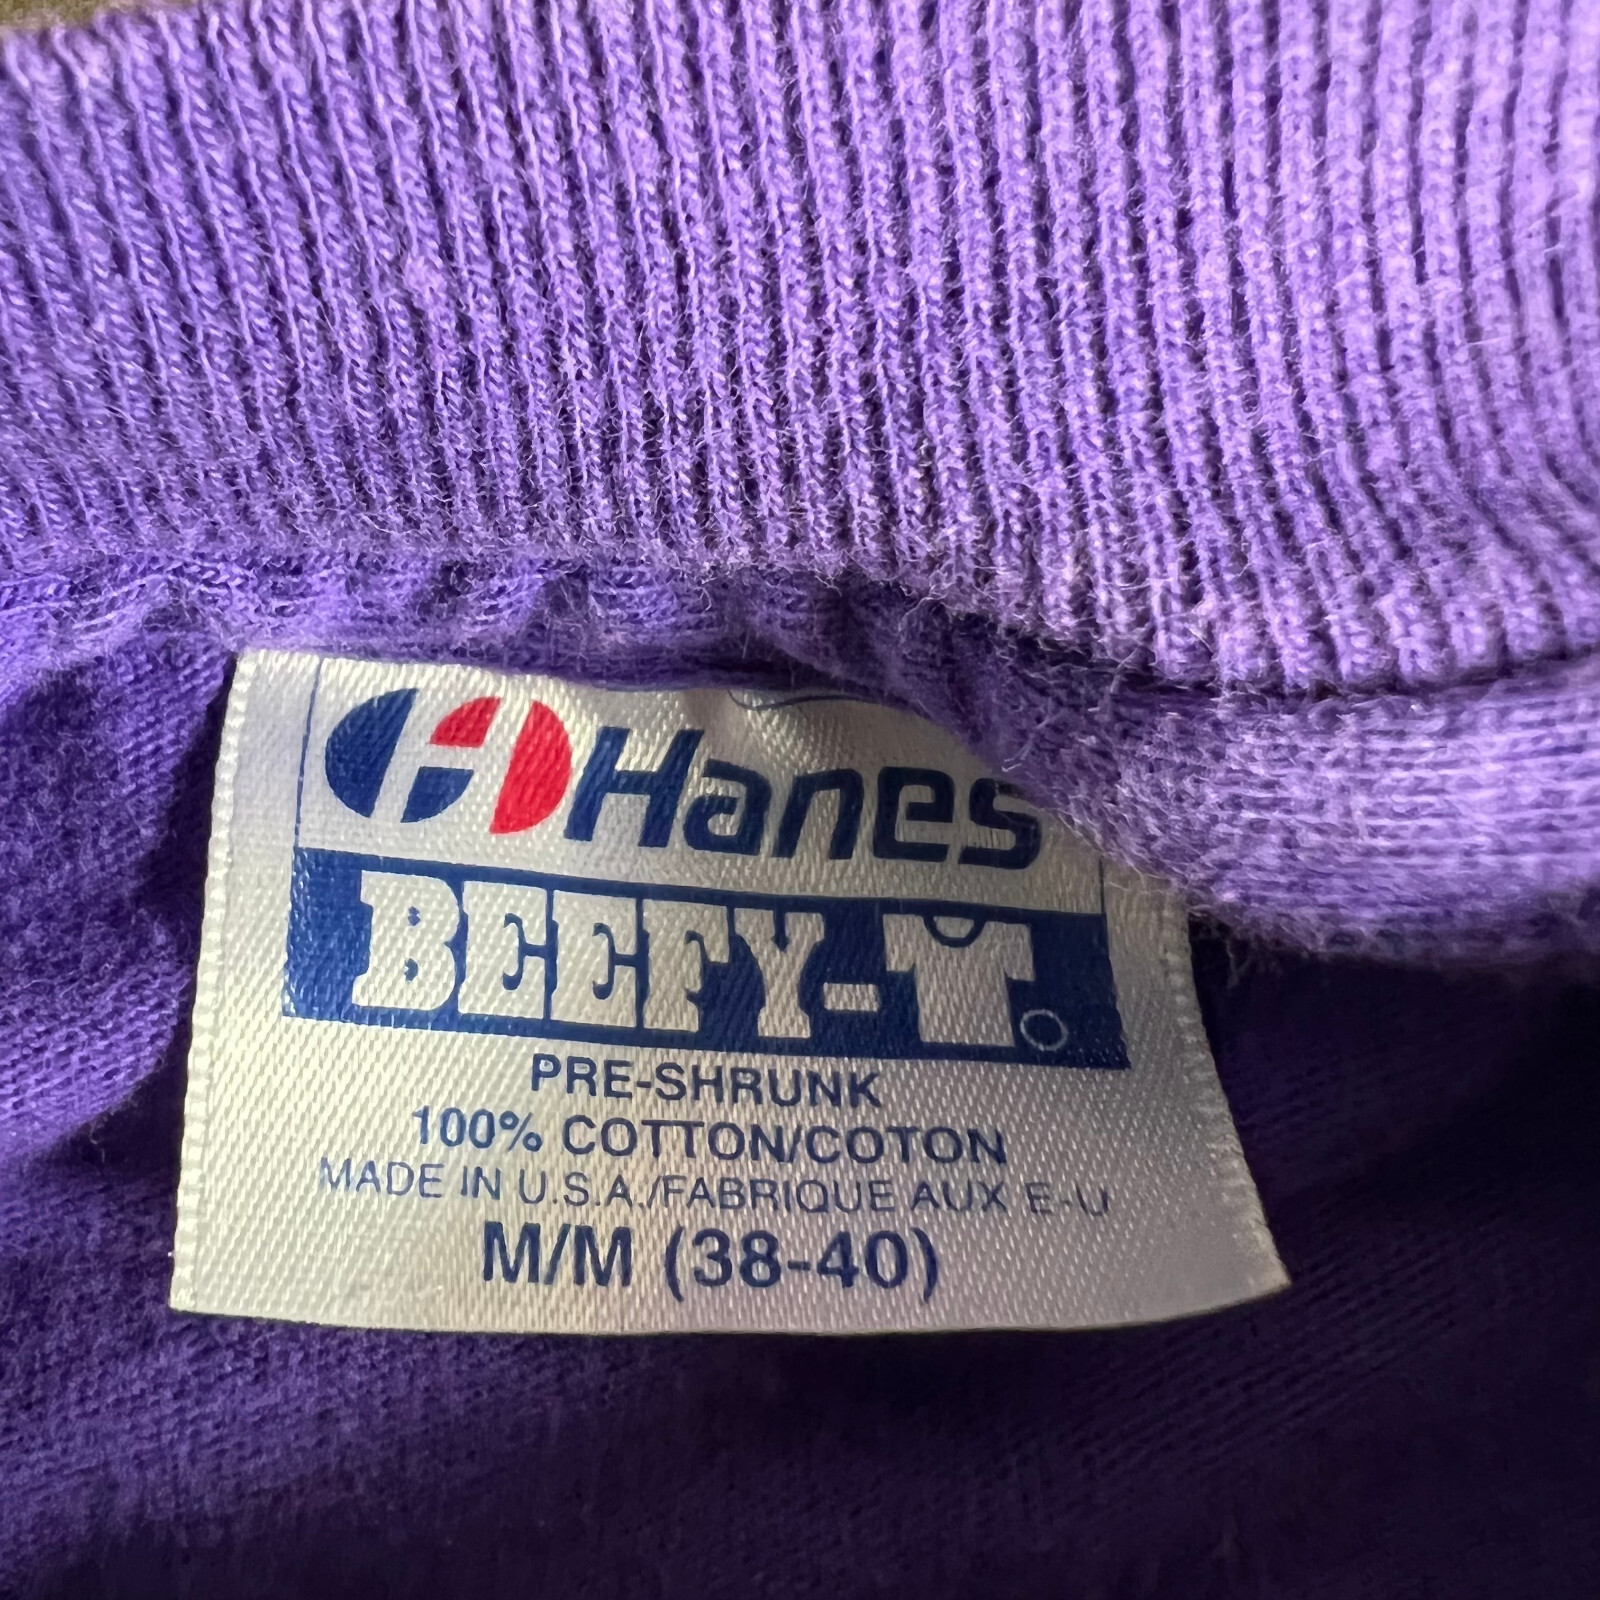 Hanes
BEEFY-T®
PRE-SHRUNK
100% COTTON/COTON
MADE IN U.S.A./FABRIQUE AUX E-U
M/M (38-40)